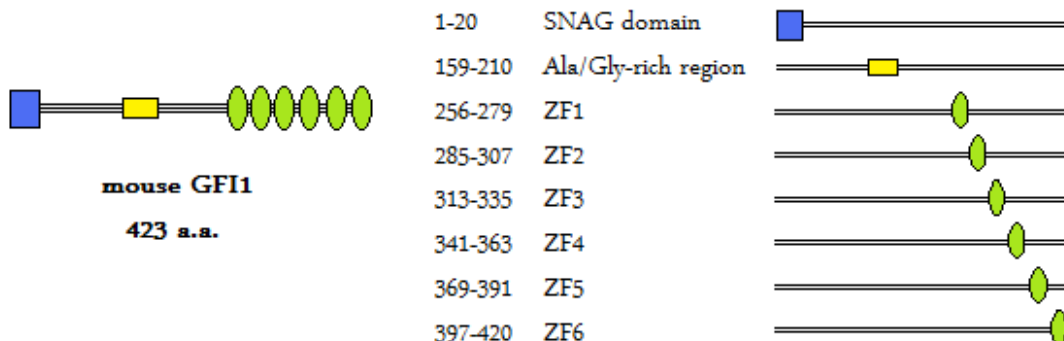 mouse GFI1
423 a.a.
1-20 SNAG domain
159-210 Ala/Gly-rich region
256-279 ZF1
285-307 ZF2
313-335 ZF3
341-363 ZF4
369-391 ZF5
397-420 ZF6